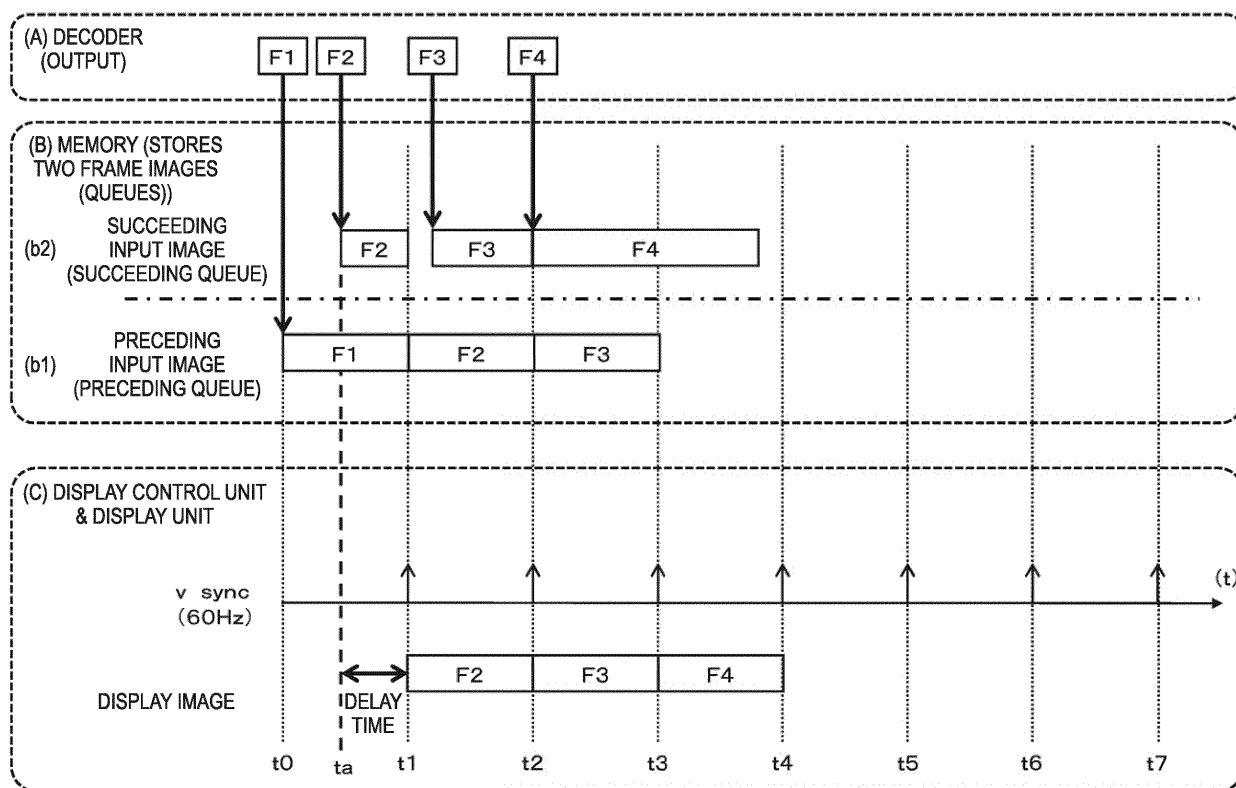 (A) DECODER
(OUTPUT)
F1 F2 F3 F4
(B) MEMORY (STORES
TWO FRAME IMAGES
(QUEUES))
(b2) SUCCEEDING
INPUT IMAGE
(SUCCEEDING QUEUE)
F2 F3 F4
(b1) PRECEDING
INPUT IMAGE
(PRECEDING QUEUE)
F1 F2 F3
(C) DISPLAY CONTROL UNIT
& DISPLAY UNIT
v sync
(60Hz)
(t)
DISPLAY IMAGE
DELAY
TIME
F2 F3 F4
t0 ta t1 t2 t3 t4 t5 t6 t7